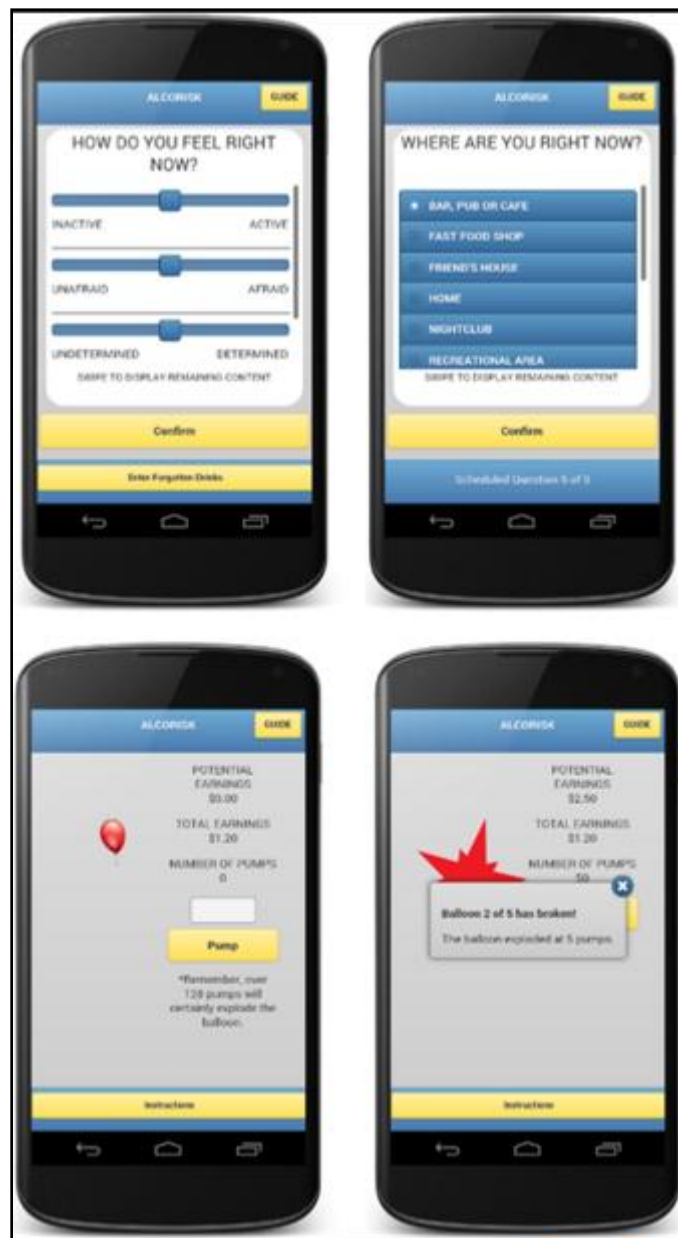 ALCORISK GUIDE
HOW DO YOU FEEL RIGHT
NOW?
INACTIVE ACTIVE
UNAFRAID AFRAID
UNDETERMINED DETERMINED
SWIPE TO DISPLAY REMAINING CONTENT
Confirm
Enter Forgotten Drinks
ALCORISK GUIDE
WHERE ARE YOU RIGHT NOW?
BAR, PUB OR CAFE
FAST FOOD SHOP
FRIEND'S HOUSE
HOME
NIGHTCLUB
RECREATIONAL AREA
SWIPE TO DISPLAY REMAINING CONTENT
Confirm
Scheduled Question 5 of 5
ALCORISK GUIDE
POTENTIAL
EARNINGS
$0.00
TOTAL EARNINGS
$1.20
NUMBER OF PUMPS
0
Pump
*Remember, over
128 pumps will
certainly explode the
balloon.
Instructions
ALCORISK GUIDE
POTENTIAL
EARNINGS
$2.50
TOTAL EARNINGS
$1.20
NUMBER OF PUMPS
50
Balloon 2 of 5 has broken!
The balloon exploded at 5 pumps.
Instructions